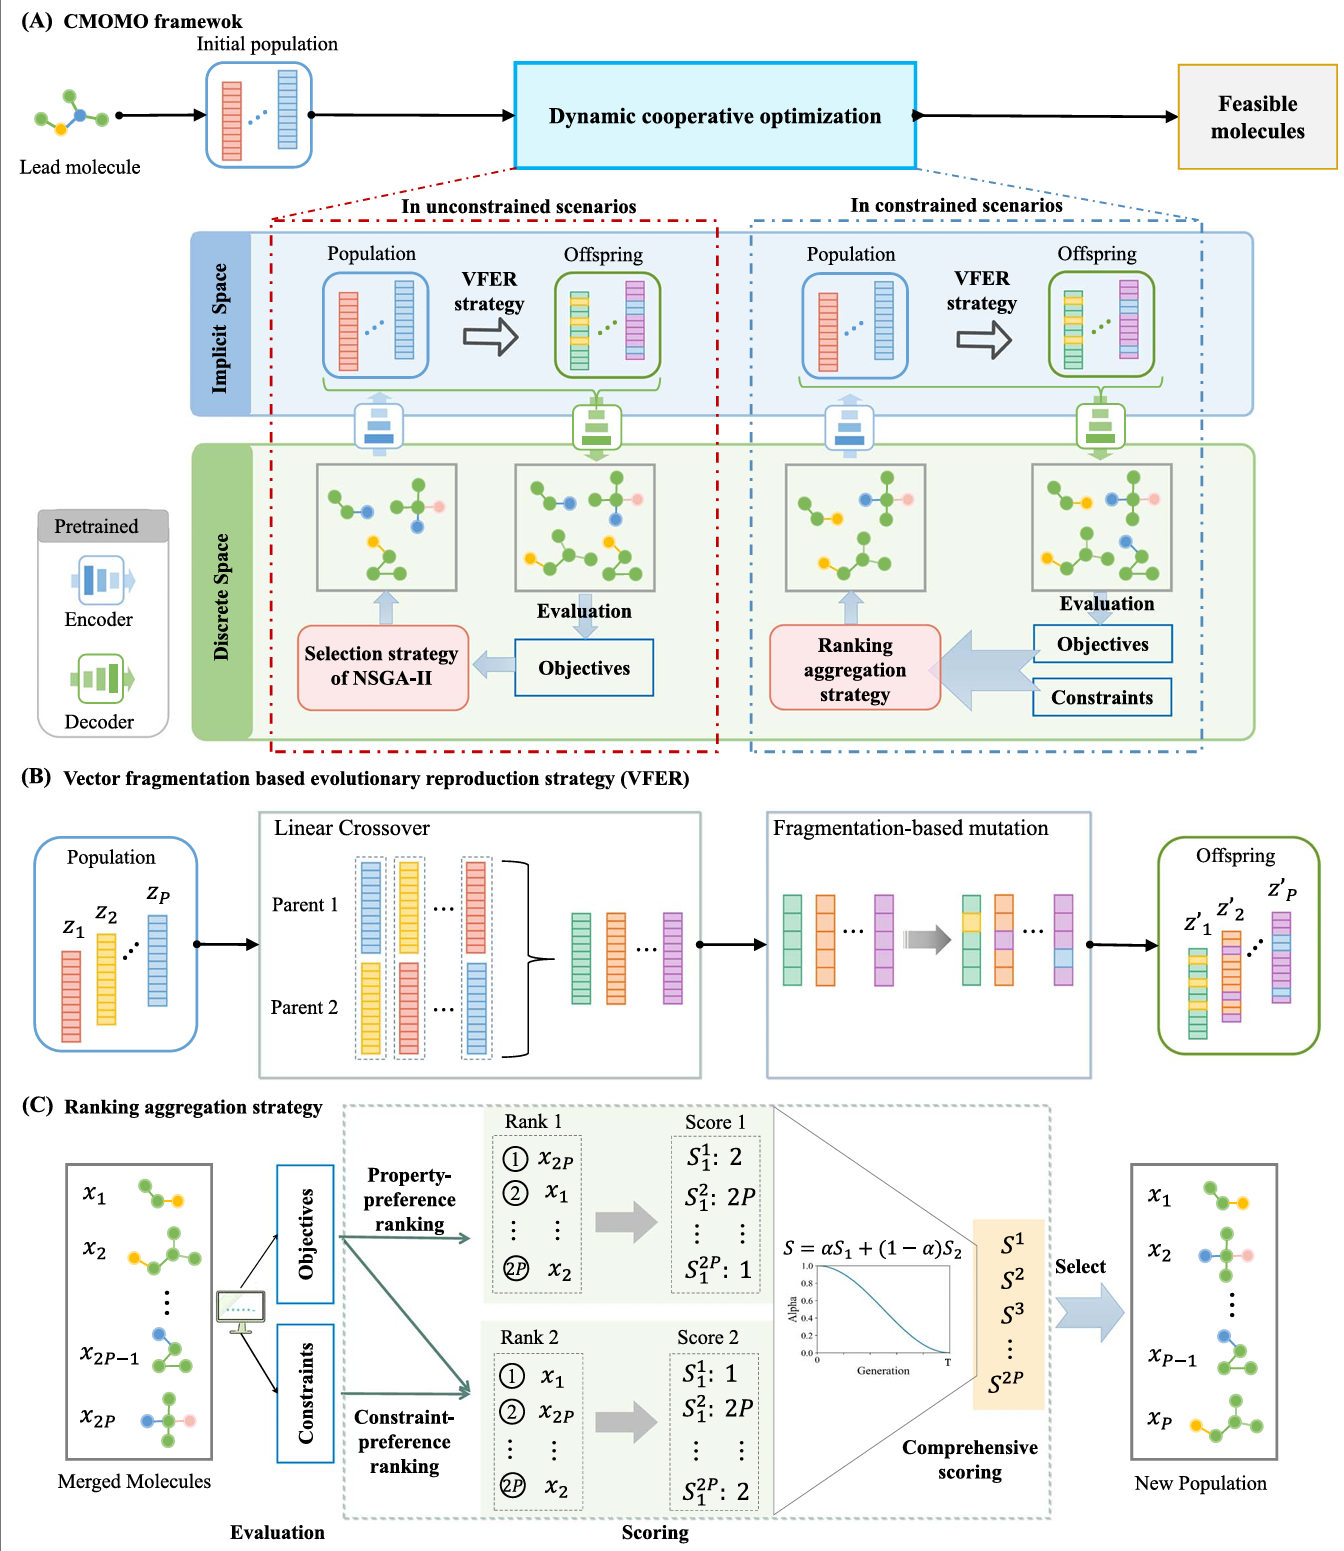 (A) CMOMO framewok
Initial population
Lead molecule
Dynamic cooperative optimization
Feasible
molecules
In unconstrained scenarios
In constrained scenarios
Implicit Space
Population
VFER
strategy
Offspring
Population
VFER
strategy
Offspring
Discrete Space
Pretrained
Encoder
Decoder
Evaluation
Selection strategy
of NSGA-II
Objectives
Evaluation
Ranking
aggregation
strategy
Objectives
Constraints
(B) Vector fragmentation based evolutionary reproduction strategy (VFER)
Population
z_1 z_2 z_P
Linear Crossover
Parent 1
...
Parent 2
...
...
Fragmentation-based mutation
... ...
Offspring
z'_1 z'_2 z'_P
(C) Ranking aggregation strategy
x_1
x_2
⋮
x_{2P-1}
x_{2P}
Merged Molecules
Objectives
Constraints
Evaluation
Property-
preference
ranking
Constraint-
preference
ranking
Rank 1
① x_{2P}
② x_1
⋮ ⋮
2P x_2
Score 1
S_1^1: 2
S_1^2: 2P
⋮ ⋮
S_1^{2P}: 1
Rank 2
① x_1
② x_{2P}
⋮ ⋮
2P x_2
Score 2
S_1^1: 1
S_1^2: 2P
⋮ ⋮
S_1^{2P}: 2
Scoring
S = αS_1 + (1 − α)S_2
Alpha
1.0
0.8
0.6
0.4
0.2
0.0
0 T
Generation
S^1
S^2
S^3
⋮
S^{2P}
Comprehensive
scoring
Select
x_1
x_2
⋮
x_{P-1}
x_P
New Population